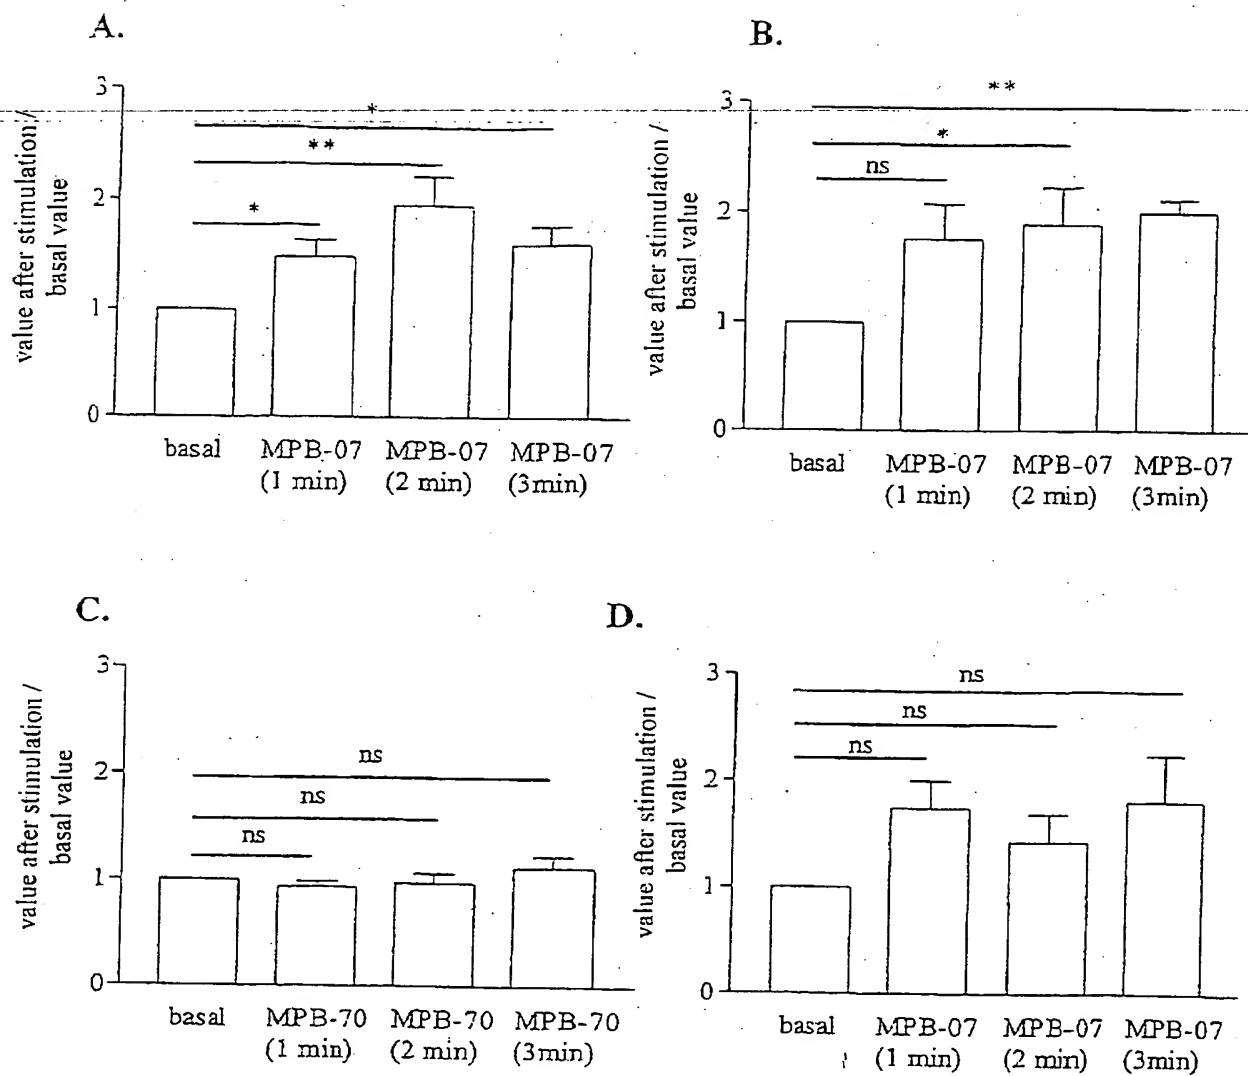 A.
value after stimulation /
basal value
3
2
1
0
*
**
*
basal MPB-07 MPB-07 MPB-07
(1 min) (2 min) (3min)
B.
value after stimulation /
basal value
3
2
1
0
**
*
ns
basal MPB-07 MPB-07 MPB-07
(1 min) (2 min) (3min)
C.
value after stimulation /
basal value
3
2
1
0
ns
ns
ns
basal MPB-70 MPB-70 MPB-70
(1 min) (2 min) (3min)
D.
value after stimulation /
basal value
3
2
1
0
ns
ns
ns
basal MPB-07 MPB-07 MPB-07
(1 min) (2 min) (3min)